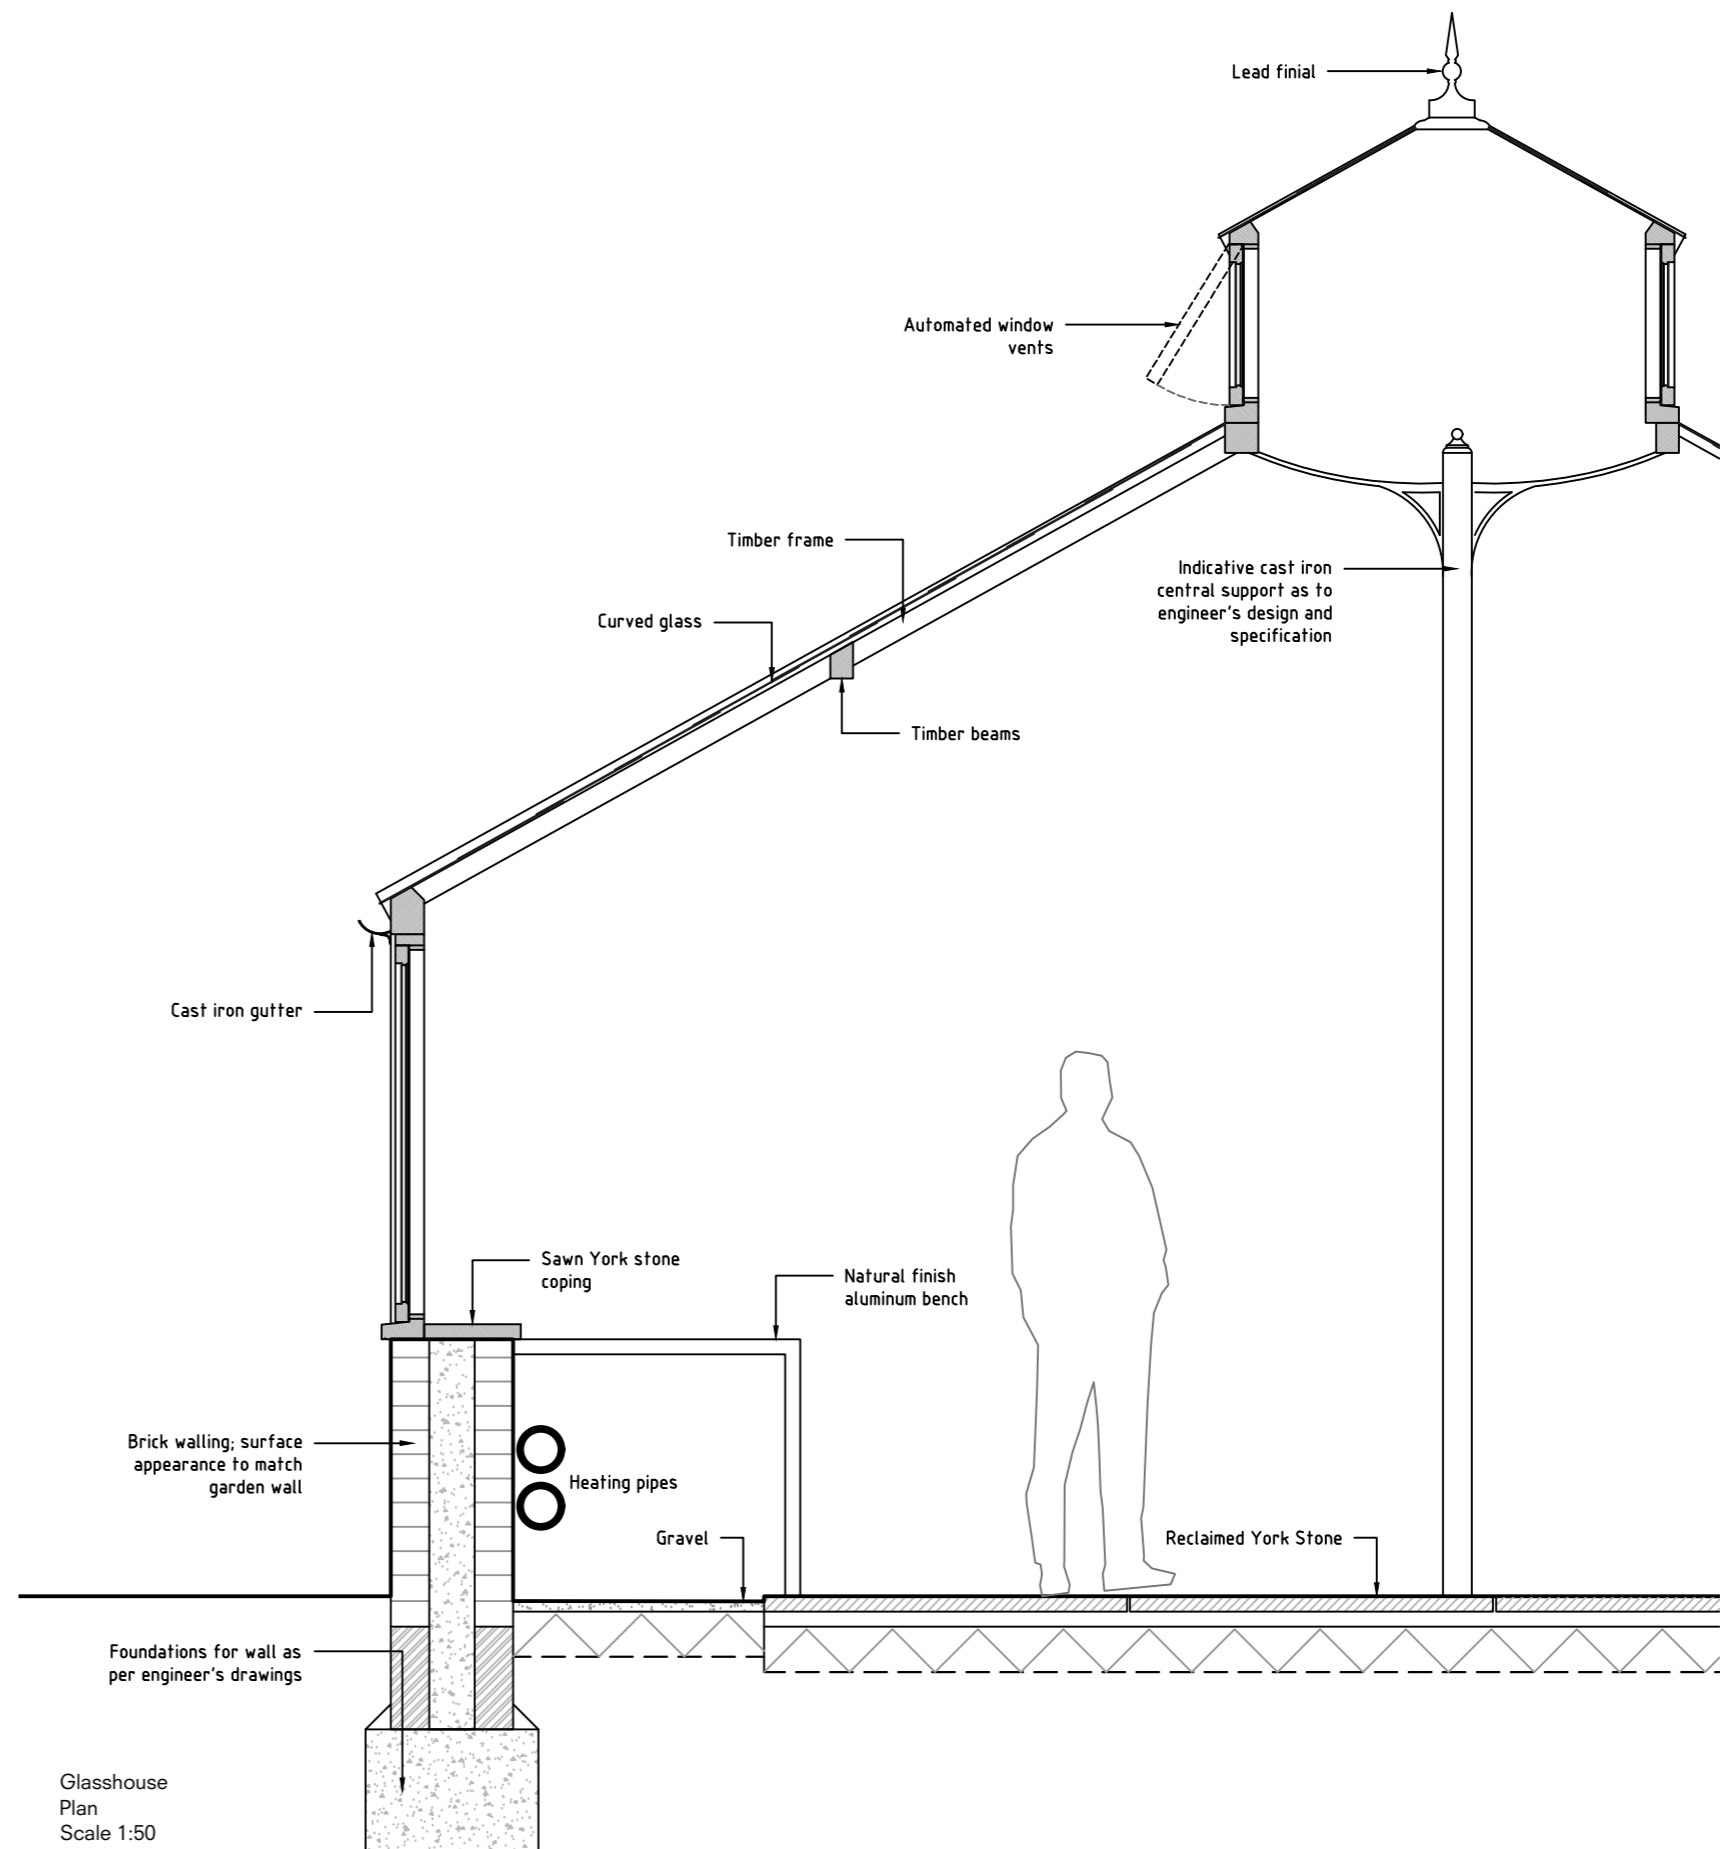 Lead finial
Automated window
vents
Timber frame
Indicative cast iron
central support as to
engineer's design and
specification
Curved glass
Timber beams
Cast iron gutter
Sawn York stone
coping
Natural finish
aluminum bench
Brick walling; surface
appearance to match
garden wall
Heating pipes
Gravel
Reclaimed York Stone
Foundations for wall as
per engineer's drawings
Glasshouse
Plan
Scale 1:50